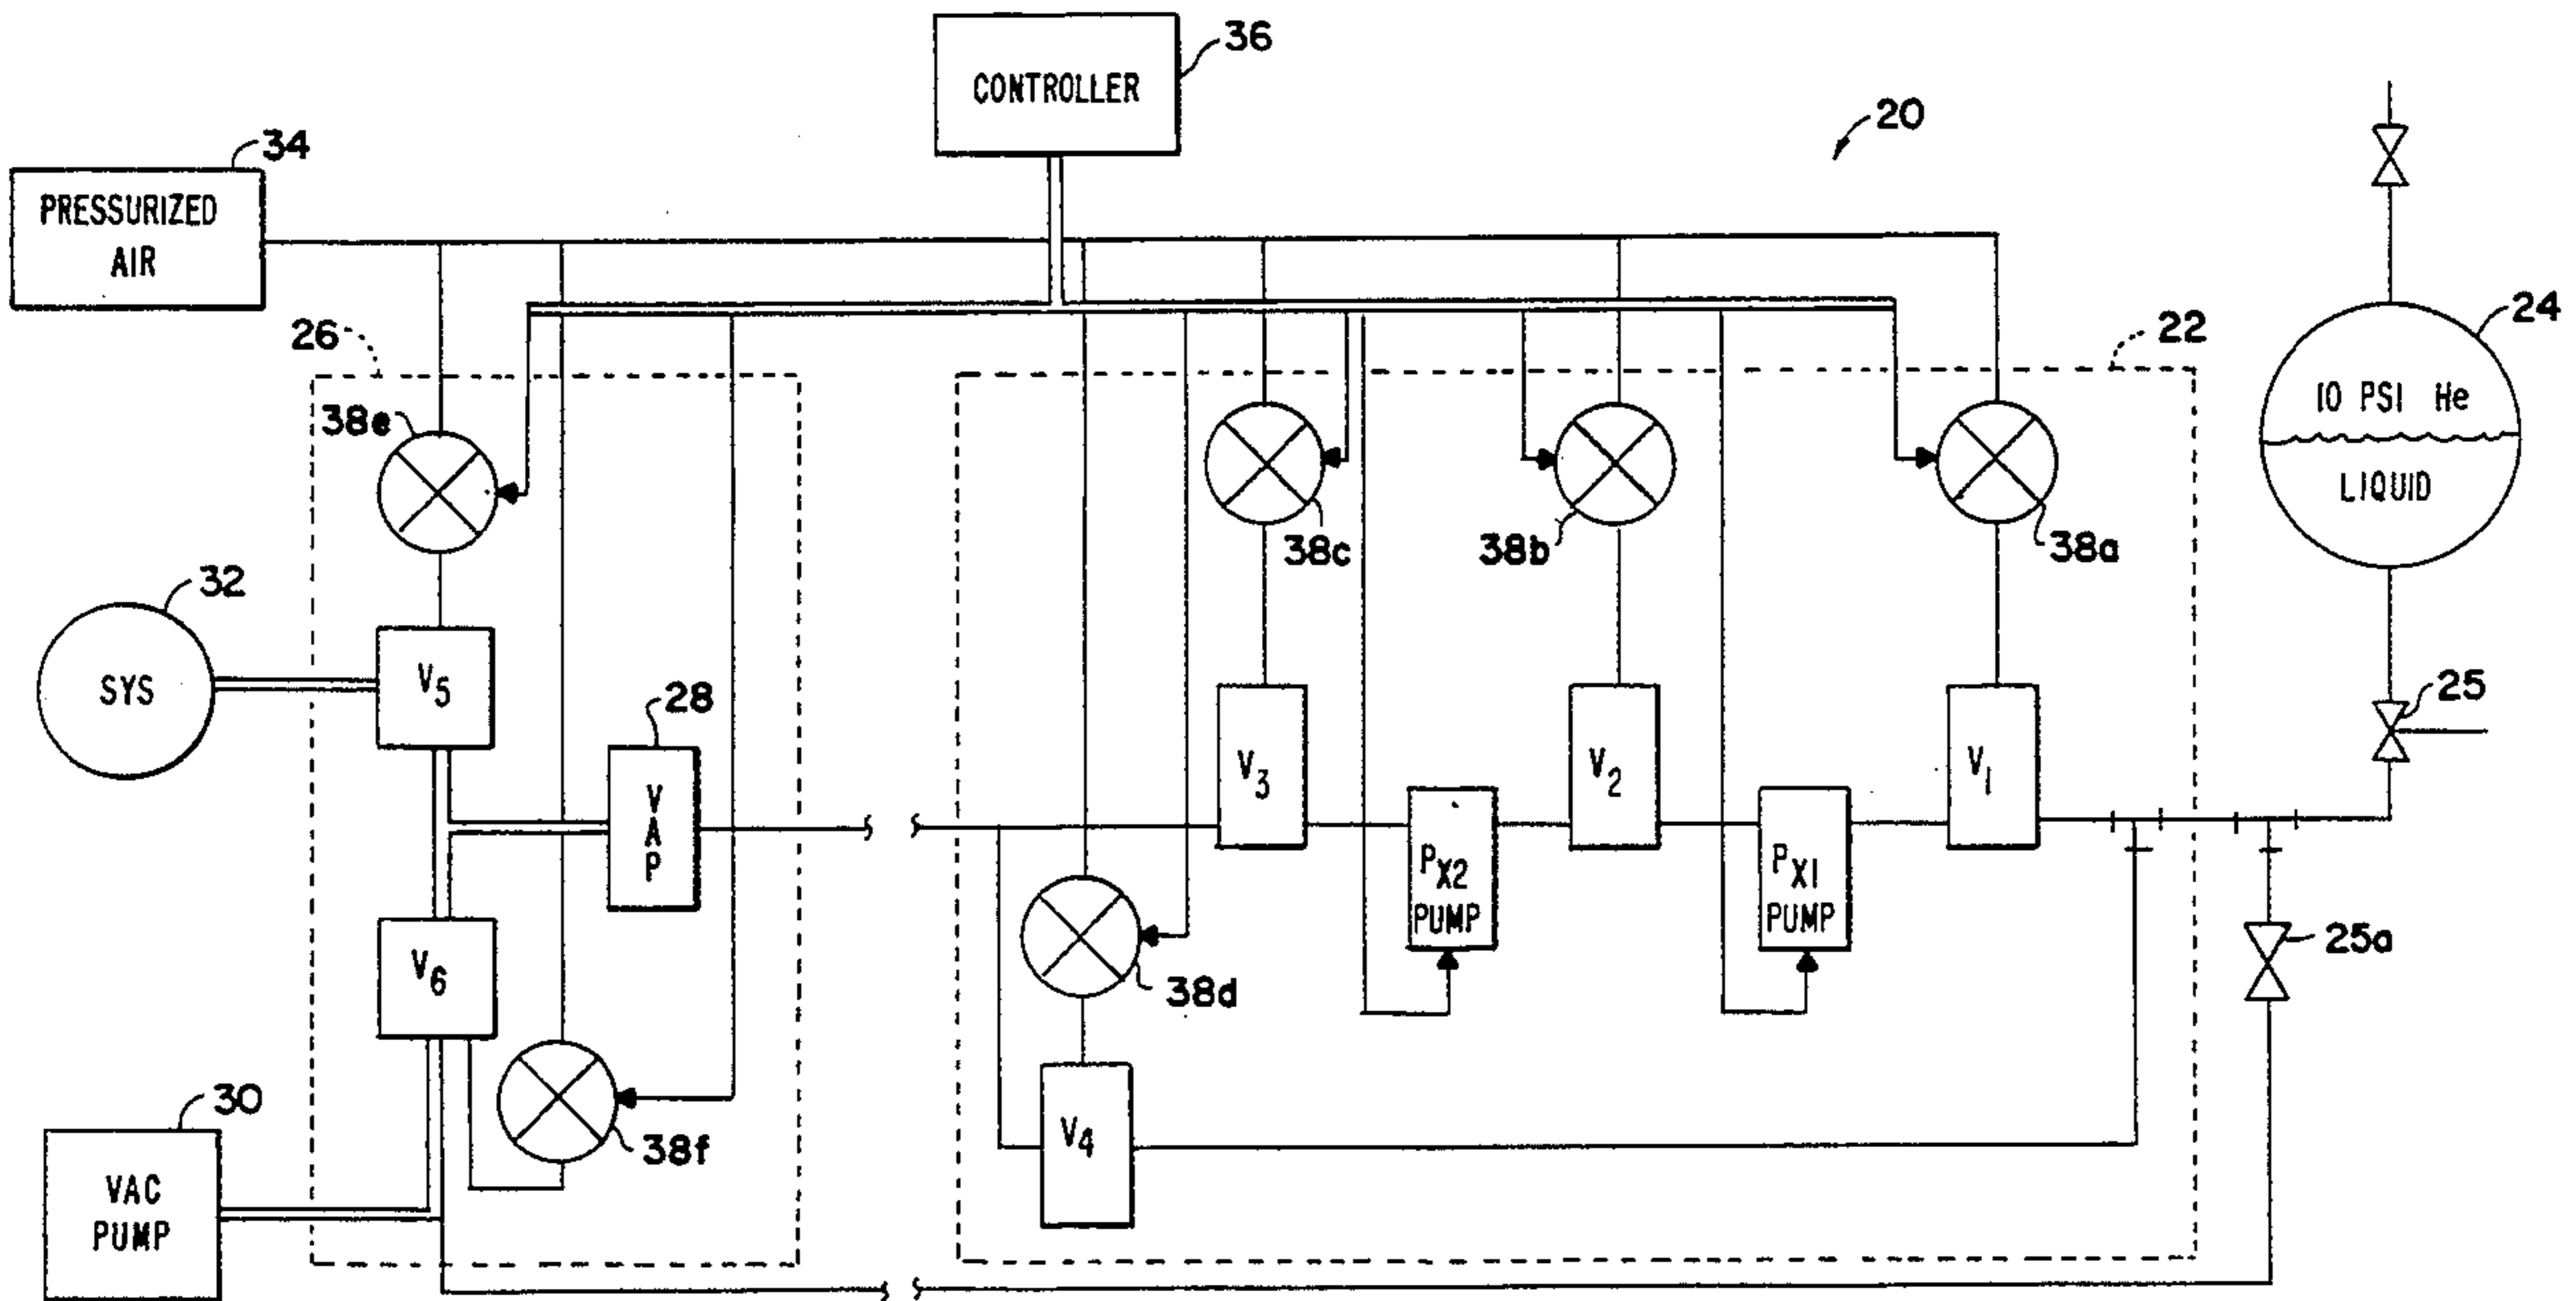 CONTROLLER
36
20
34
PRESSURIZED
AIR
24
10 PSI He
LIQUID
26
22
38e
38c
38b
38a
32
SYS
V5
28
VAP
V3
V2
V1
25
PX2
PUMP
PX1
PUMP
V6
38d
25a
30
VAC
PUMP
38f
V4